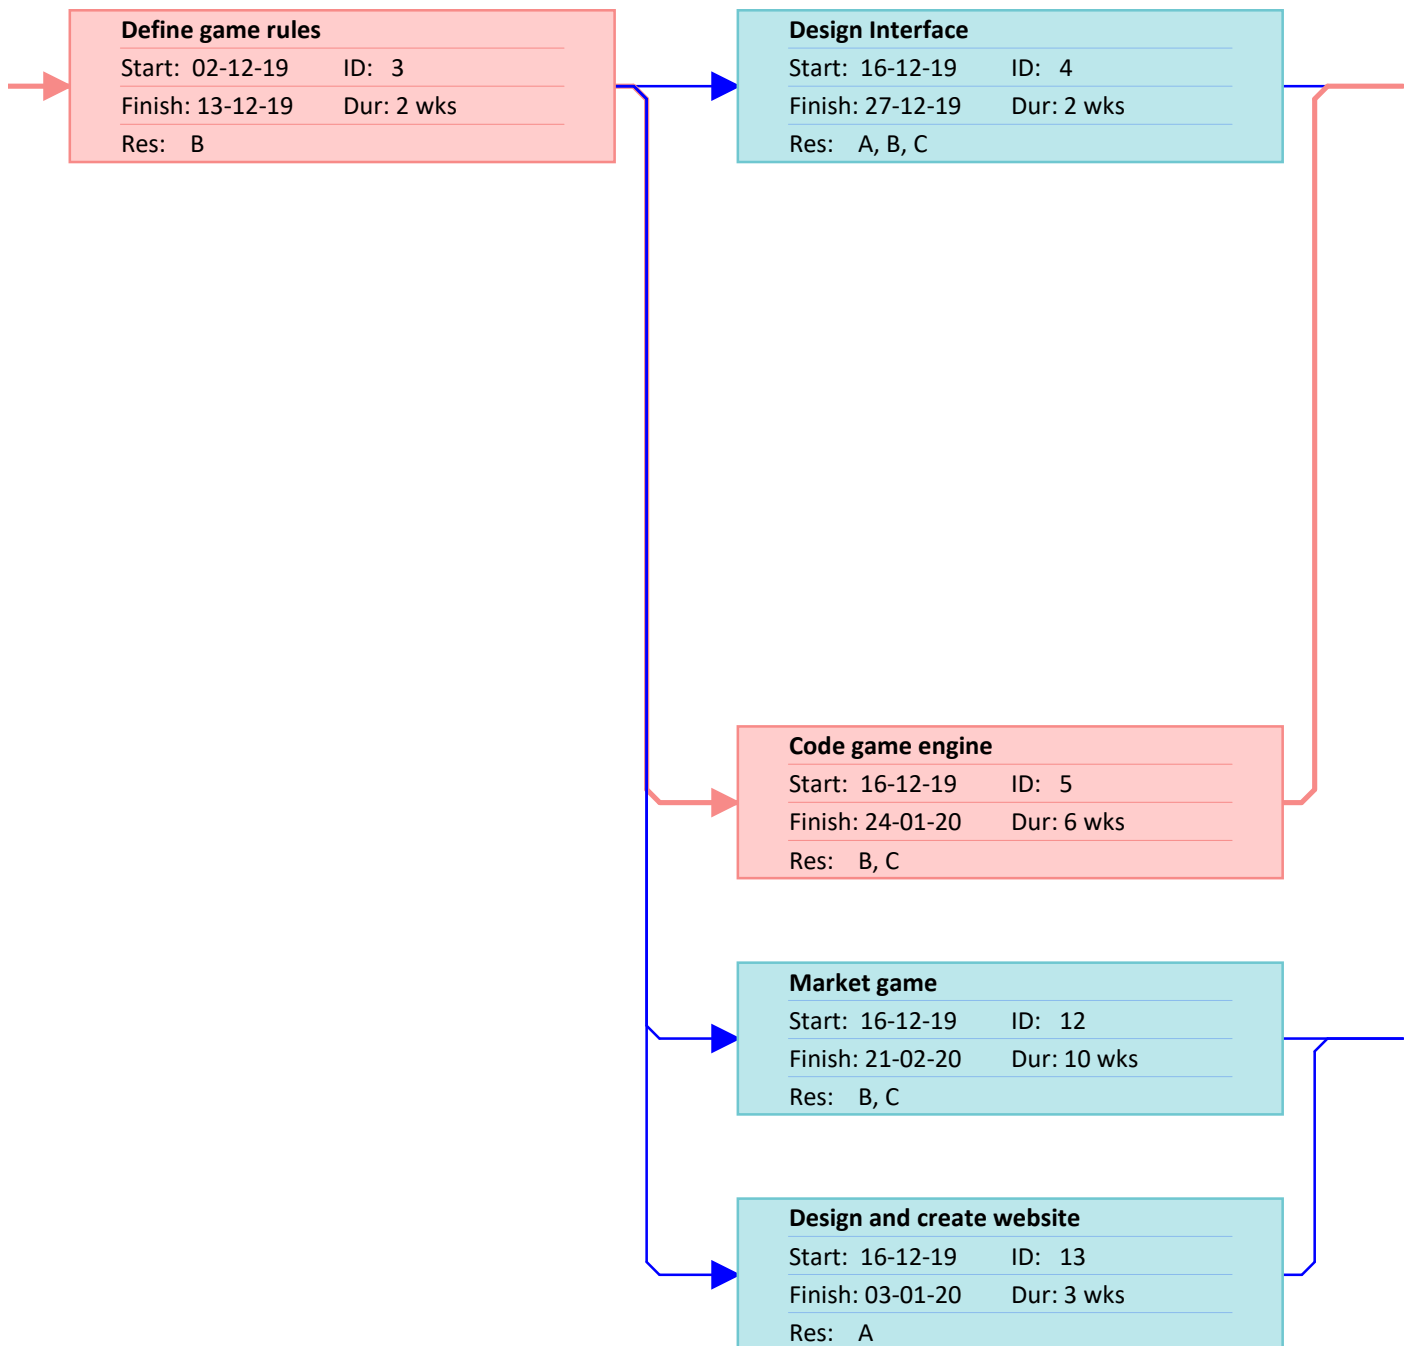 Define game rules
Start: 02-12-19 ID: 3
Finish: 13-12-19 Dur: 2 wks
Res: B
Design Interface
Start: 16-12-19 ID: 4
Finish: 27-12-19 Dur: 2 wks
Res: A, B, C
Code game engine
Start: 16-12-19 ID: 5
Finish: 24-01-20 Dur: 6 wks
Res: B, C
Market game
Start: 16-12-19 ID: 12
Finish: 21-02-20 Dur: 10 wks
Res: B, C
Design and create website
Start: 16-12-19 ID: 13
Finish: 03-01-20 Dur: 3 wks
Res: A